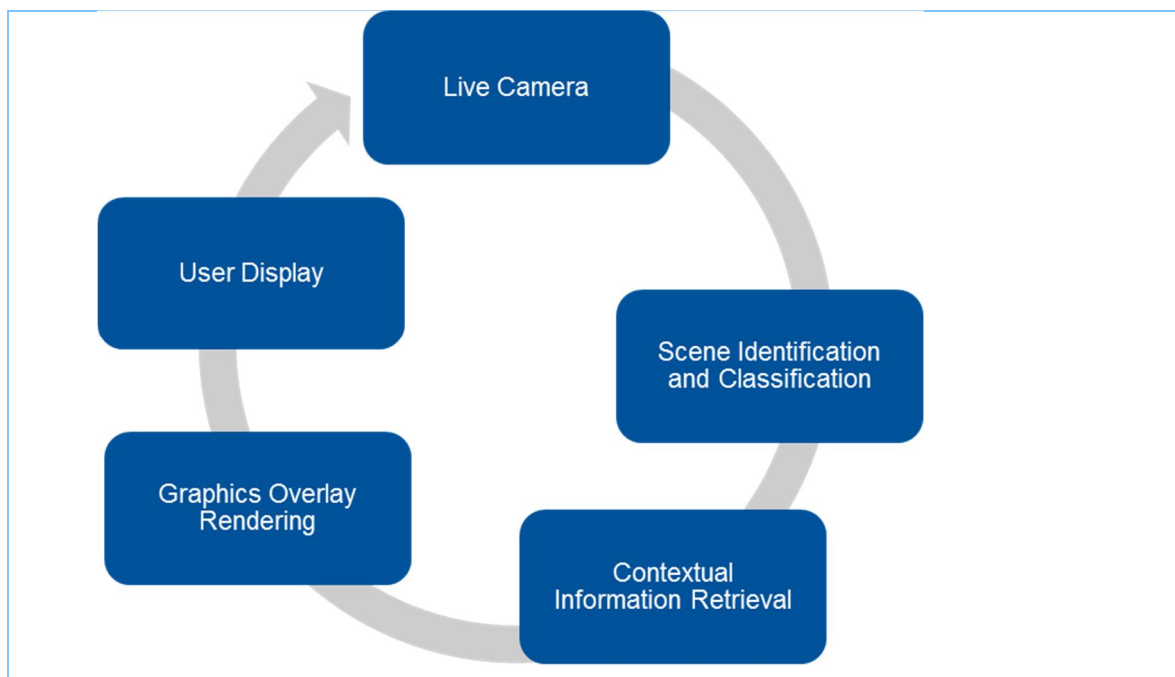 Live Camera
Scene Identification
and Classification
Contextual
Information Retrieval
Graphics Overlay
Rendering
User Display